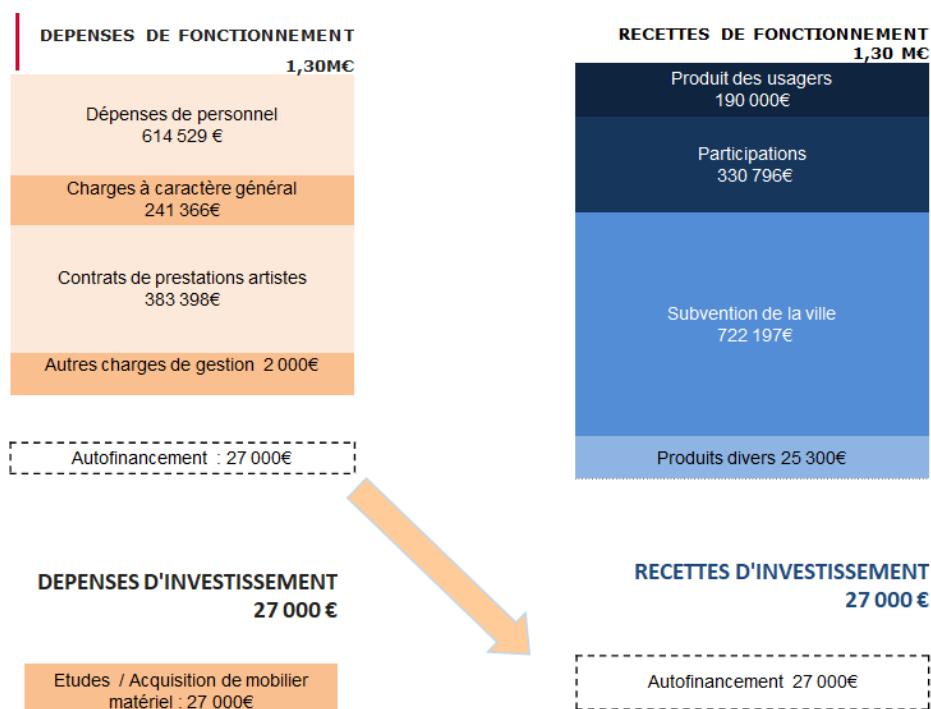 DEPENSES DE FONCTIONNEMENT
1,30M€
Dépenses de personnel
614 529 €
Charges à caractère général
241 366€
Contrats de prestations artistes
383 398€
Autres charges de gestion 2 000€
Autofinancement : 27 000€
RECETTES DE FONCTIONNEMENT
1,30 M€
Produit des usagers
190 000€
Participations
330 796€
Subvention de la ville
722 197€
Produits divers 25 300€
DEPENSES D'INVESTISSEMENT
27 000 €
Etudes / Acquisition de mobilier
matériel : 27 000€
RECETTES D'INVESTISSEMENT
27 000 €
Autofinancement 27 000€